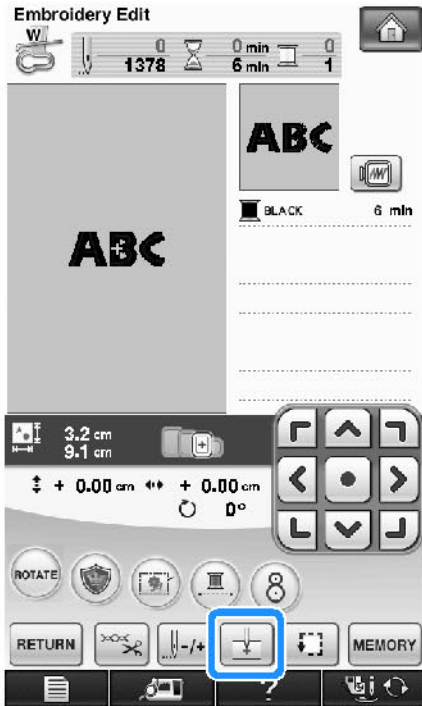 Embroidery Edit
W
0 0 min 0
1378 6 min 1
ABC
BLACK 6 min
ABC
3.2 cm
9.1 cm
+ 0.00 cm + 0.00 cm
0°
ROTATE
RETURN -/+ MEMORY
?